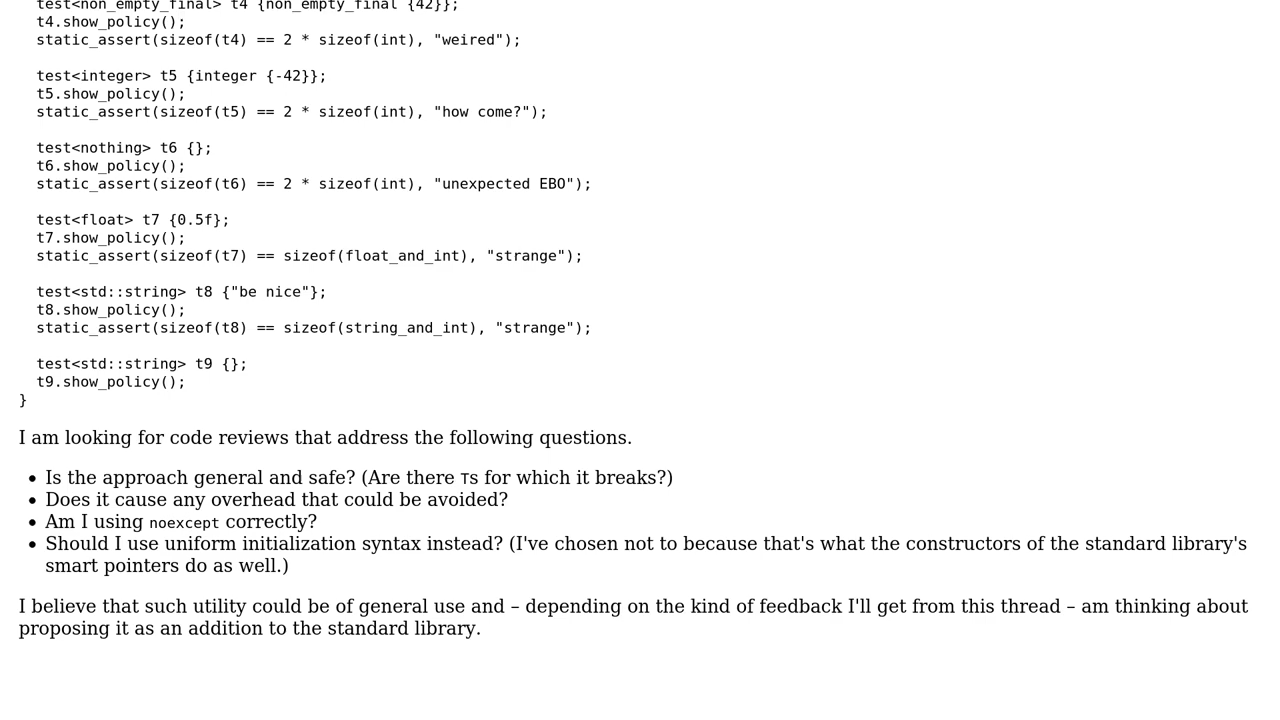 test<non_empty_final> t4 {non_empty_final {42}};
t4.show_policy();
static_assert(sizeof(t4) == 2 * sizeof(int), "weired");
test<integer> t5 {integer {-42}};
t5.show_policy();
static_assert(sizeof(t5) == 2 * sizeof(int), "how come?");
test<nothing> t6 {};
t6.show_policy();
static_assert(sizeof(t6) == 2 * sizeof(int), "unexpected EBO");
test<float> t7 {0.5f};
t7.show_policy();
static_assert(sizeof(t7) == sizeof(float_and_int), "strange");
test<std::string> t8 {"be nice"};
t8.show_policy();
static_assert(sizeof(t8) == sizeof(string_and_int), "strange");
test<std::string> t9 {};
t9.show_policy();
}
I am looking for code reviews that address the following questions.
• Is the approach general and safe? (Are there Ts for which it breaks?)
• Does it cause any overhead that could be avoided?
• Am I using noexcept correctly?
• Should I use uniform initialization syntax instead? (I've chosen not to because that's what the constructors of the standard library's
smart pointers do as well.)
I believe that such utility could be of general use and – depending on the kind of feedback I'll get from this thread – am thinking about
proposing it as an addition to the standard library.